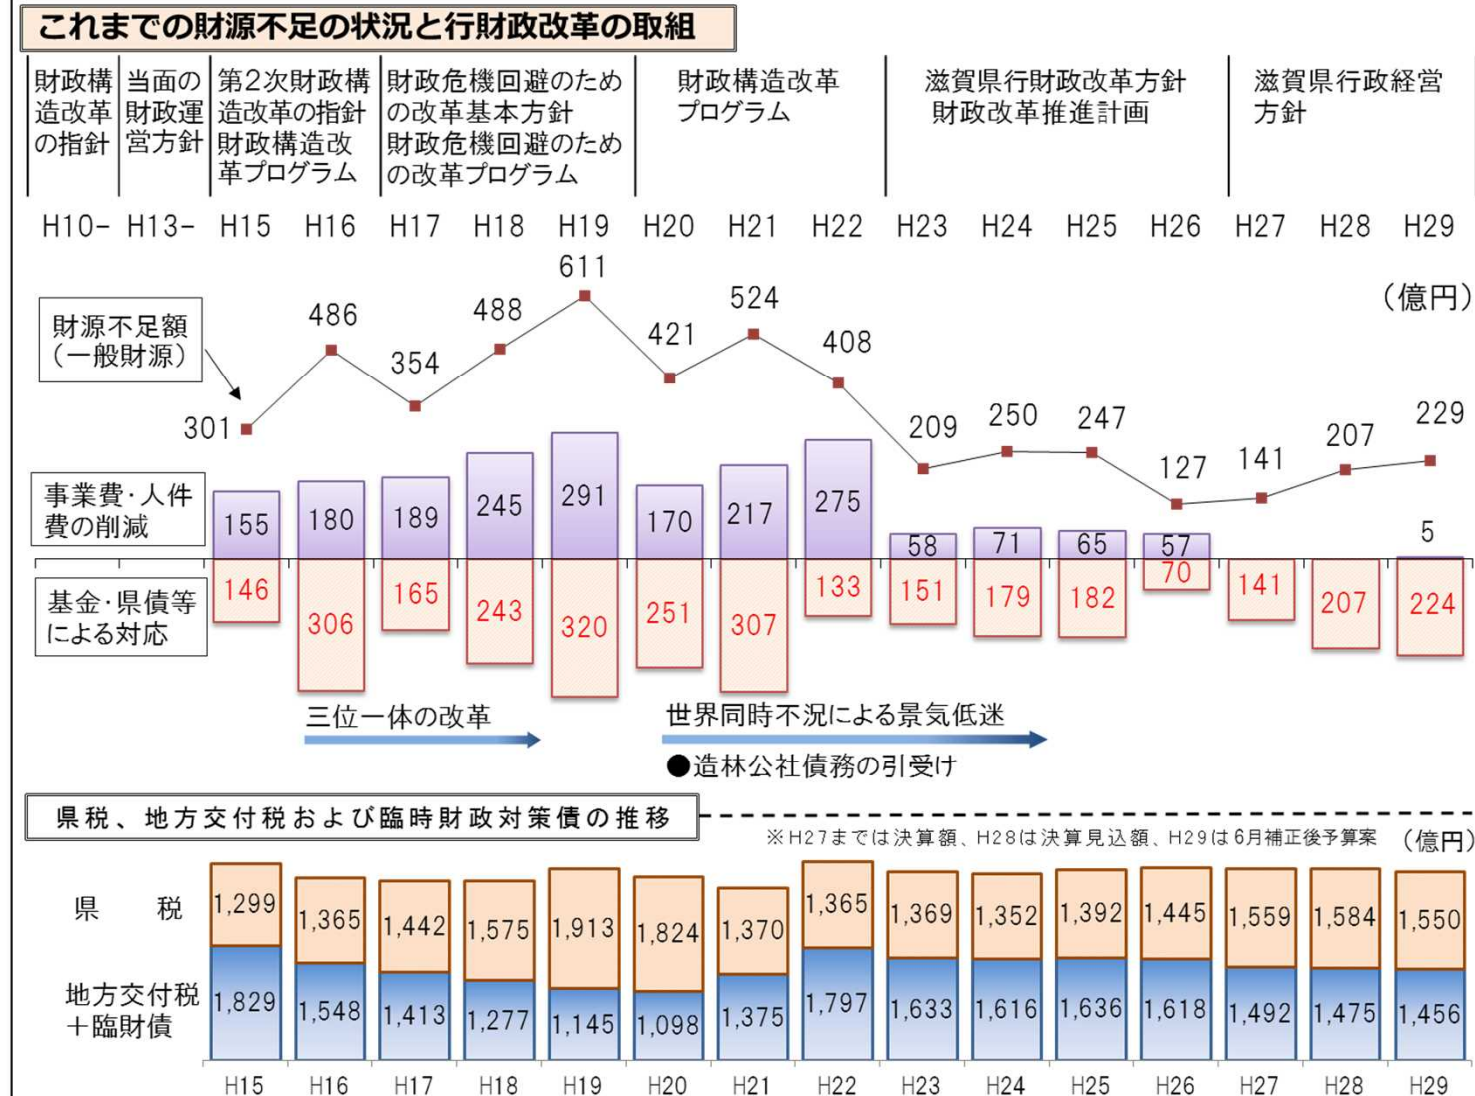 これまでの財源不足の状況と行財政改革の取組
財政構
造改革
の指針
当面の
財政運
営方針
第2次財政構
造改革の指針
財政構造改
革プログラム
財政危機回避のため
の改革基本方針
財政危機回避のため
の改革プログラム
財政構造改革
プログラム
滋賀県行財政改革方針
財政改革推進計画
滋賀県行政経営
方針
H10- H13- H15 H16 H17 H18 H19 H20 H21 H22 H23 H24 H25 H26 H27 H28 H29
(億円)
財源不足額
(一般財源)
301 486 354 488 611 421 524 408 209 250 247 127 141 207 229
事業費・人件
費の削減
155 180 189 245 291 170 217 275 58 71 65 57 5
基金・県債等
による対応
146 306 165 243 320 251 307 133 151 179 182 70 141 207 224
三位一体の改革
世界同時不況による景気低迷
●造林公社債務の引受け
県税、地方交付税および臨時財政対策債の推移
※H27までは決算額、H28は決算見込額、H29は6月補正後予算案 (億円)
県 税
1,299 1,365 1,442 1,575 1,913 1,824 1,370 1,365 1,369 1,352 1,392 1,445 1,559 1,584 1,550
地方交付税
+臨財債
1,829 1,548 1,413 1,277 1,145 1,098 1,375 1,797 1,633 1,616 1,636 1,618 1,492 1,475 1,456
H15 H16 H17 H18 H19 H20 H21 H22 H23 H24 H25 H26 H27 H28 H29